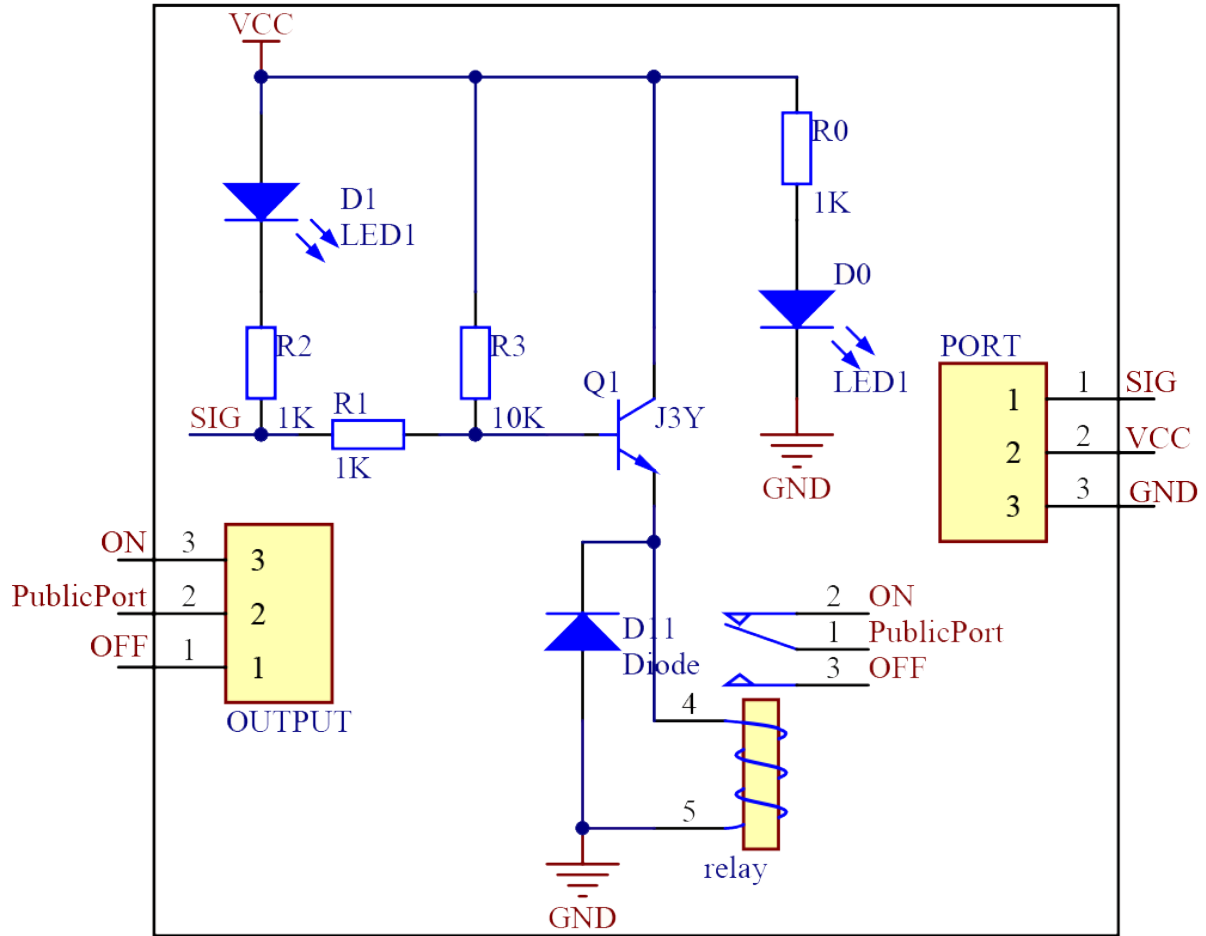 VCC
D1
LED1
R0
1K
D0
LED1
R2
1K
R1
1K
R3
10K
SIG
Q1
J3Y
GND
PORT
1 1 SIG
2 2 VCC
3 3 GND
ON 3 3
PublicPort 2 2
OFF 1 1
OUTPUT
D11
Diode
2 ON
1 PublicPort
3 OFF
4
5
relay
GND